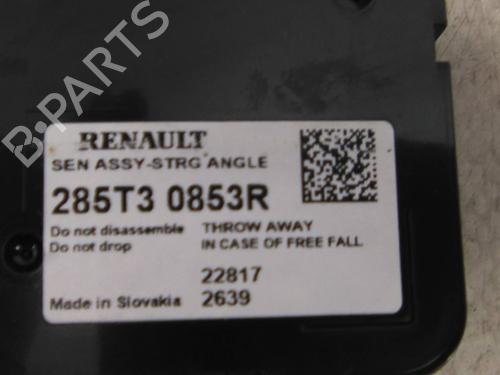 B-PARTS
RENAULT
SEN ASSY-STRG ANGLE
285T3 0853R
Do not disassemble THROW AWAY
Do not drop IN CASE OF FREE FALL
22817
Made in Slovakia 2639